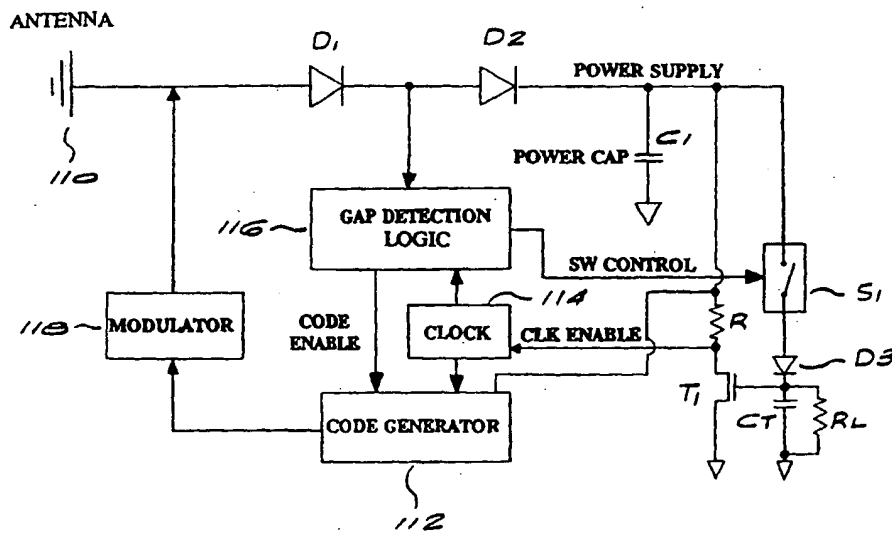 ANTENNA
D1
D2
POWER SUPPLY
C1
POWER CAP
110
116
GAP DETECTION
LOGIC
SW CONTROL
S1
114
118
MODULATOR
CODE
ENABLE
CLOCK
CLK ENABLE
R
D3
T1
CT
RL
CODE GENERATOR
112